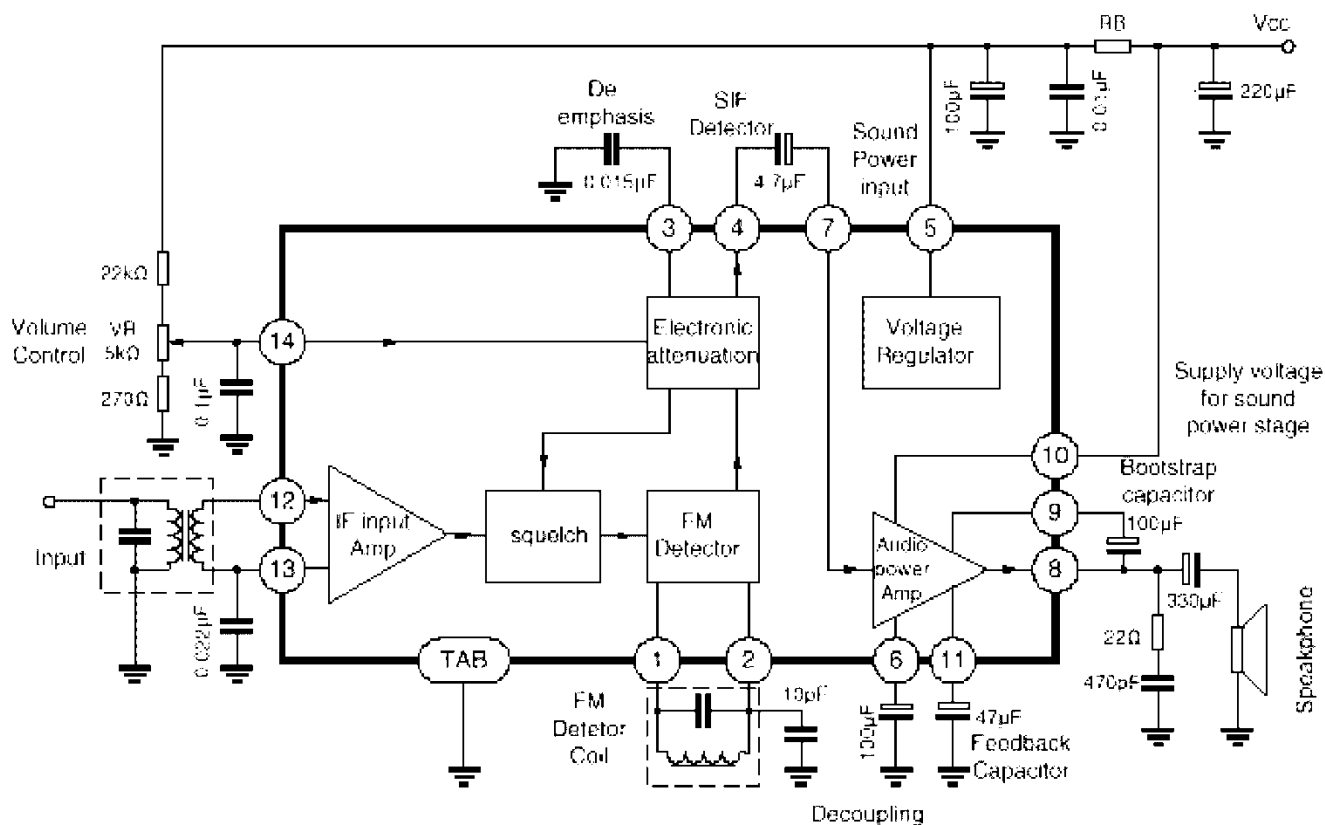 RB
Vcc
De
emphasis
0.015µF
SIF
Detector
4.7µF
Sound
Power
input
100µF
0.01µF
220µF
3
4
7
5
22kΩ
Volume
Control
VR
5kΩ
270Ω
0.1µF
14
Electronic
attenuation
Voltage
Regulator
Supply voltage
for sound
power stage
10
Bootstrap
capacitor
100µF
9
8
12
13
Input
0.022µF
IF input
Amp
squelch
FM
Detector
Audio
power
Amp
330µF
22Ω
470pF
Speakphone
TAB
1
2
6
11
FM
Detetor
Coil
10pF
100µF
47µF
Feedback
Capacitor
Decoupling